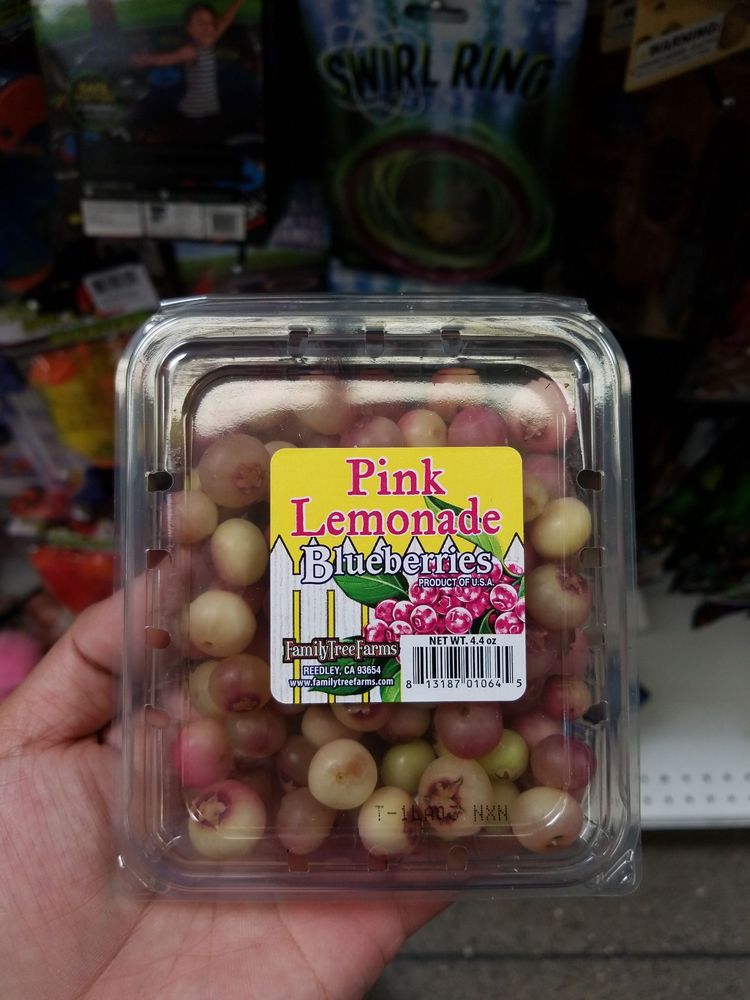 SWIRL RING
WARNING
Pink
Lemonade
Blueberries
PRODUCT OF U.S.A.
FamilyTreeFarms
REEDLEY, CA 93654
www.familytreefarms.com
NET WT. 4.4 oz
8 13187 01064 5
NXN